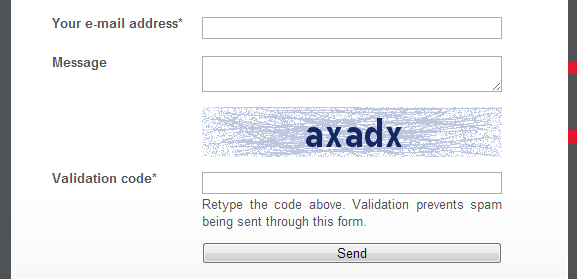 Your e-mail address*
Message
axadx
Validation code*
Retype the code above. Validation prevents spam
being sent through this form.
Send